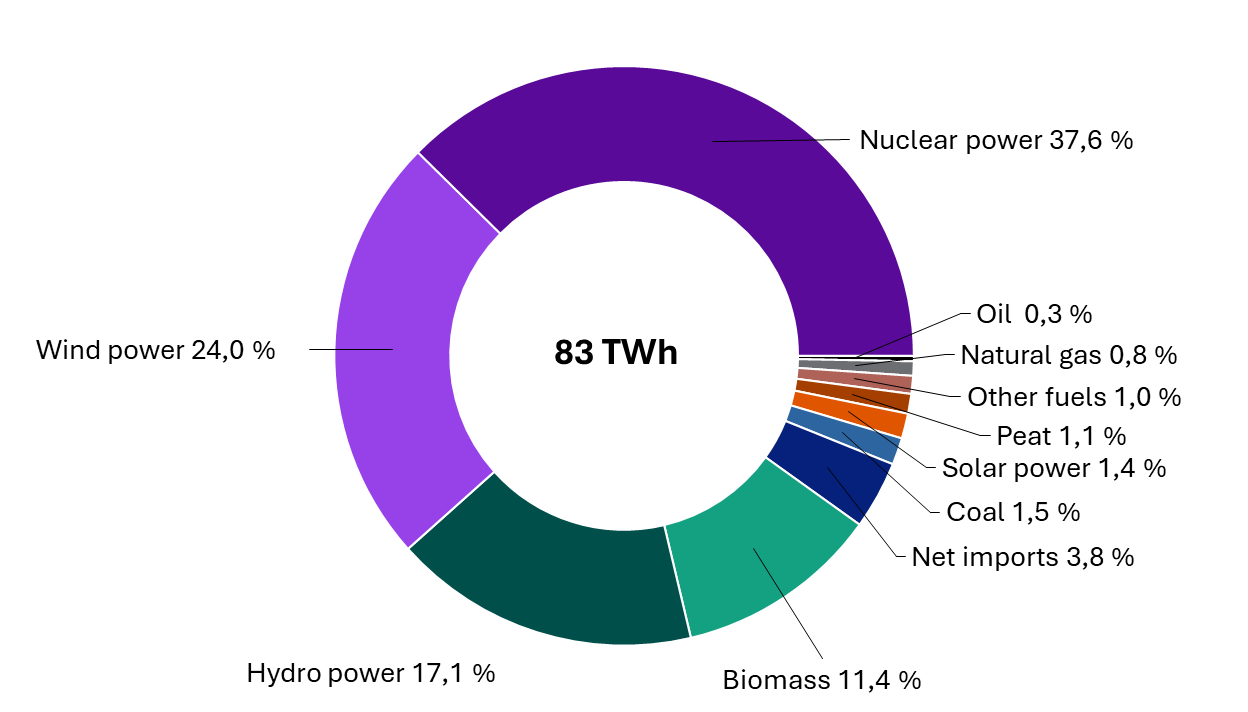 Nuclear power 37,6 %
Oil  0,3 %
Natural gas 0,8 %
Wind power 24,0 %
83 TWh
Other fuels 1,0 %
Peat 1,1 %
Solar power 1,4 %
Coal 1,5 %
Net imports 3,8 %
Hydro power 17,1 %
Biomass 11,4 %